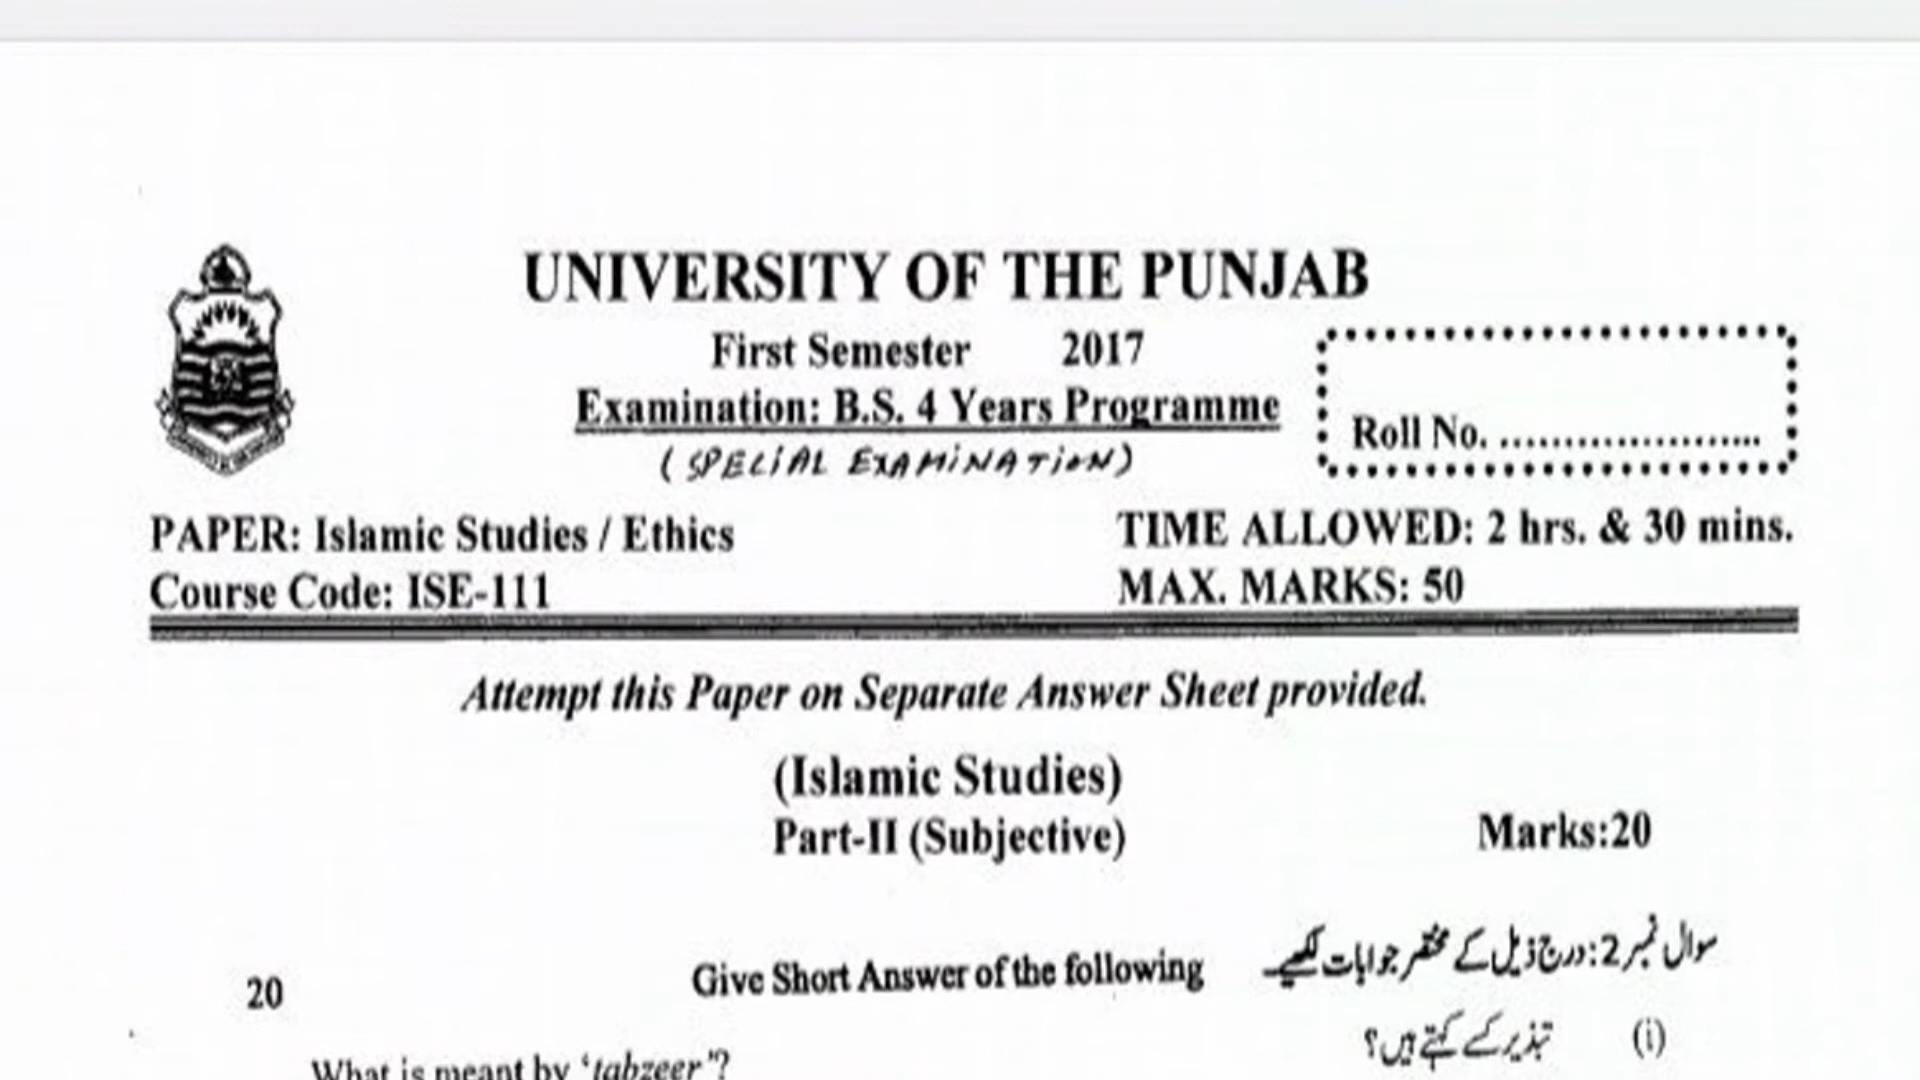 UNIVERSITY OF THE PUNJAB
First Semester 2017
Examination: B.S. 4 Years Programme
(SPECIAL EXAMINATION)
Roll No. ......................
PAPER: Islamic Studies / Ethics
TIME ALLOWED: 2 hrs. & 30 mins.
Course Code: ISE-111
MAX. MARKS: 50
Attempt this Paper on Separate Answer Sheet provided.
(Islamic Studies)
Part-II (Subjective)
Marks:20
سوال نمبر 2: درج ذیل کے مختصر جوابات لکھیے
Give Short Answer of the following
20
(i) تبذیر کسے کہتے ہیں؟
What is meant by ‘tabzeer’?